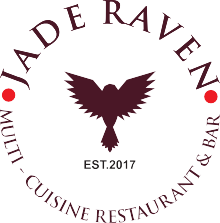 JADE RAVEN
EST.2017
MULTI - CUISINE RESTAURANT & BAR